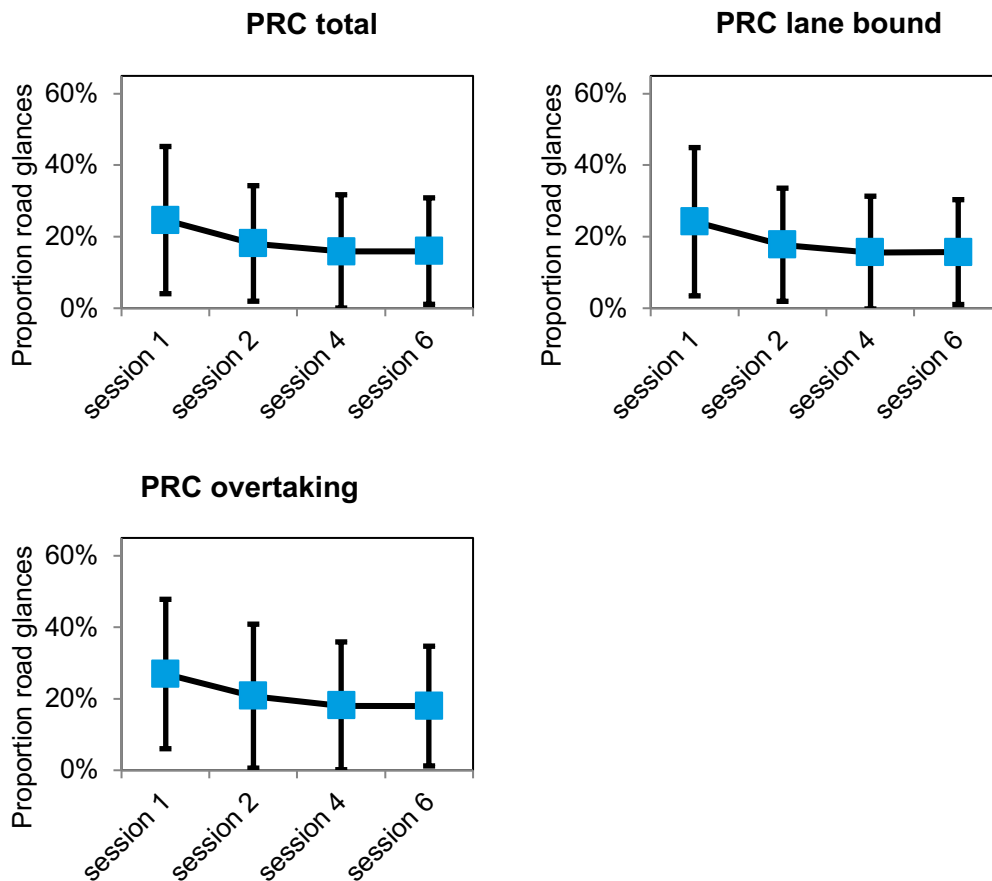 PRC total
Proportion road glances
60%
40%
20%
0%
session 1
session 2
session 4
session 6
PRC lane bound
Proportion road glances
60%
40%
20%
0%
session 1
session 2
session 4
session 6
PRC overtaking
Proportion road glances
60%
40%
20%
0%
session 1
session 2
session 4
session 6